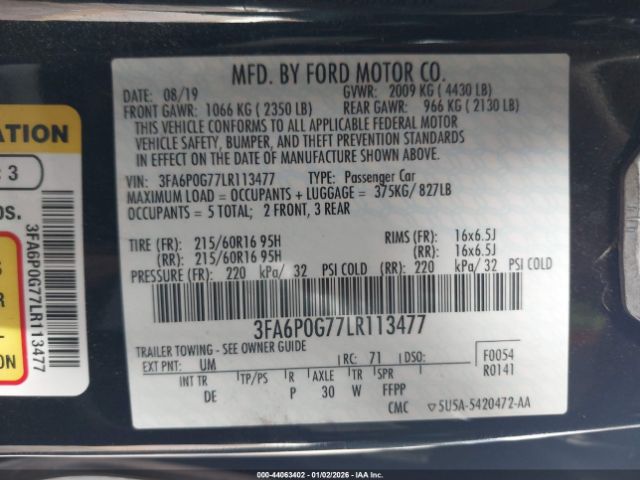 MFD. BY FORD MOTOR CO.
DATE: 08/19 GVWR: 2009 KG ( 4430 LB)
FRONT GAWR: 1066 KG ( 2350 LB) REAR GAWR: 966 KG ( 2130 LB)
THIS VEHICLE CONFORMS TO ALL APPLICABLE FEDERAL MOTOR
VEHICLE SAFETY, BUMPER, AND THEFT PREVENTION STANDARDS
IN EFFECT ON THE DATE OF MANUFACTURE SHOWN ABOVE.
VIN: 3FA6P0G77LR113477 TYPE: Passenger Car
MAXIMUM LOAD = OCCUPANTS + LUGGAGE = 375KG/ 827LB
OCCUPANTS = 5 TOTAL; 2 FRONT, 3 REAR
TIRE (FR): 215/60R16 95H RIMS (FR): 16x6.5J
(RR): 215/60R16 95H (RR): 16x6.5J
PRESSURE (FR): 220 kPa/ 32 PSI COLD (RR): 220 kPa/ 32 PSI COLD
3FA6P0G77LR113477
TRAILER TOWING - SEE OWNER GUIDE
EXT PNT: UM RC: 71 DSO: F0054
R0141
INT TR TP/PS R AXLE TR SPR
DE P 30 W FFPP
CMC ▽5U5A-5420472-AA
ATION
: 3
OS.
S
R
ON
3FA6P0G77LR113477
000-44063402 - 01/02/2026 - IAAI.COM